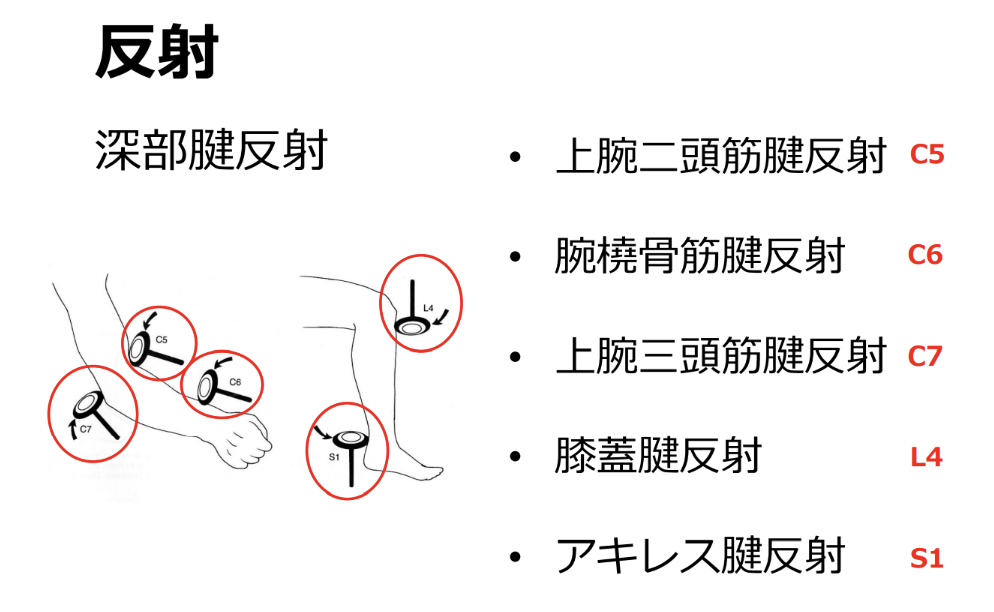 反射
深部腱反射
• 上腕二頭筋腱反射 C5
• 腕橈骨筋腱反射 C6
• 上腕三頭筋腱反射 C7
• 膝蓋腱反射 L4
• アキレス腱反射 S1
C5
C6
C7
L4
S1